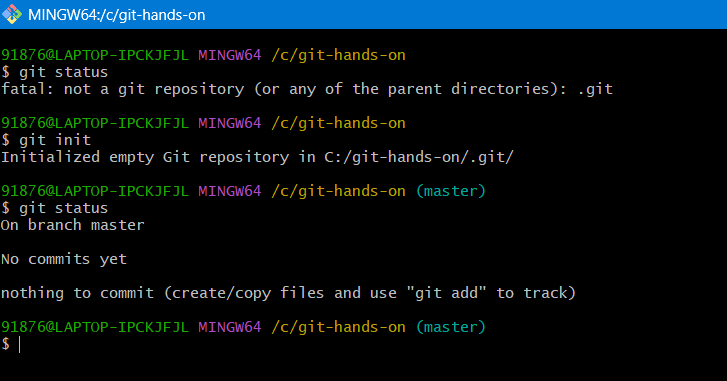 MINGW64:/c/git-hands-on
91876@LAPTOP-IPCKJFJL MINGW64 /c/git-hands-on
$ git status
fatal: not a git repository (or any of the parent directories): .git
91876@LAPTOP-IPCKJFJL MINGW64 /c/git-hands-on
$ git init
Initialized empty Git repository in C:/git-hands-on/.git/
91876@LAPTOP-IPCKJFJL MINGW64 /c/git-hands-on (master)
$ git status
On branch master
No commits yet
nothing to commit (create/copy files and use "git add" to track)
91876@LAPTOP-IPCKJFJL MINGW64 /c/git-hands-on (master)
$